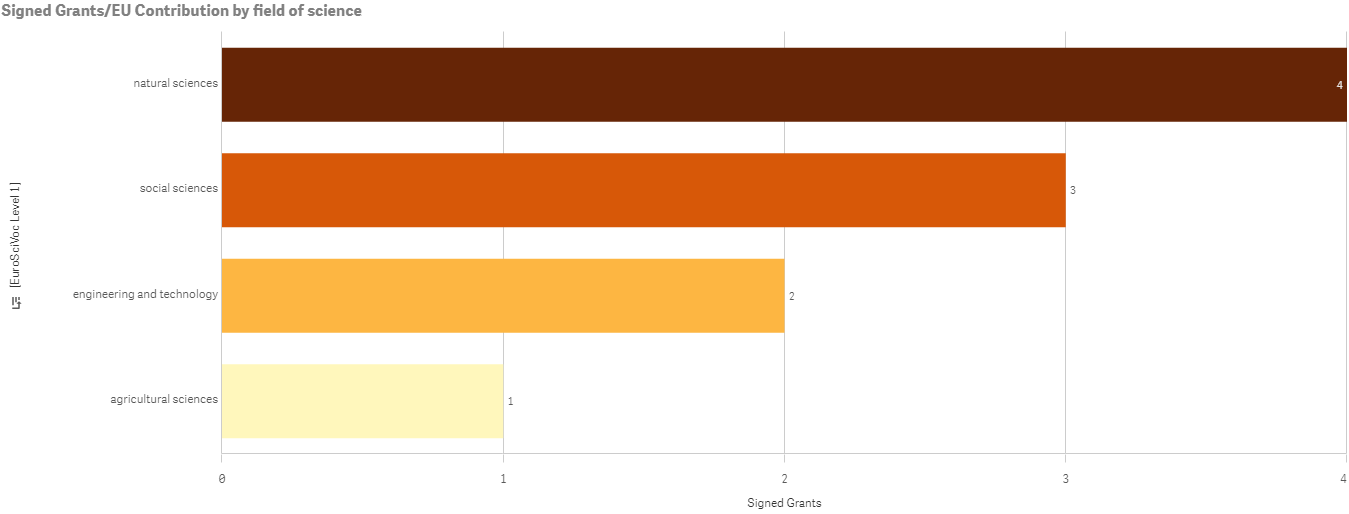 Signed Grants/EU Contribution by field of science
[EuroSciVoc Level 1]
natural sciences
4
social sciences
3
engineering and technology
2
agricultural sciences
1
0 1 2 3 4
Signed Grants